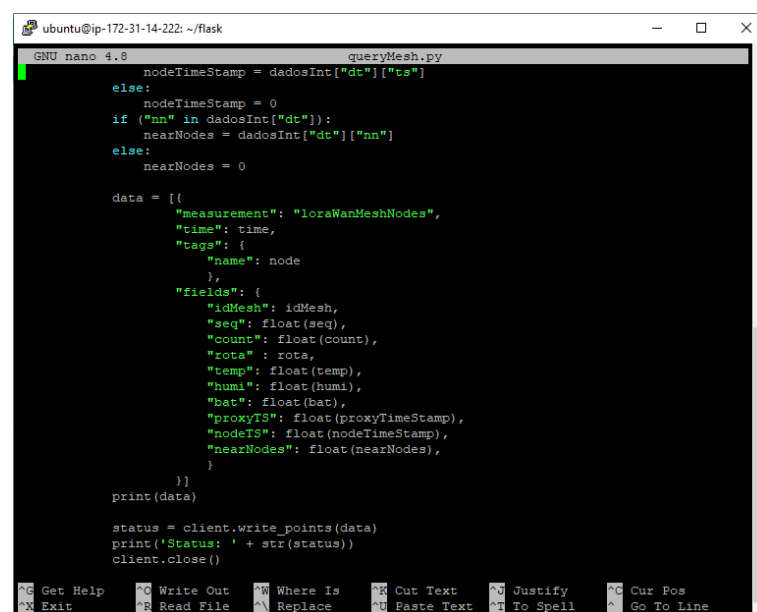 ubuntu@ip-172-31-14-222: ~/flask
GNU nano 4.8 queryMesh.py
nodeTimeStamp = dadosInt["dt"]["ts"]
else:
nodeTimeStamp = 0
if ("nn" in dadosInt["dt"]):
nearNodes = dadosInt["dt"]["nn"]
else:
nearNodes = 0
data = [{
"measurement": "loraWanMeshNodes",
"time": time,
"tags": {
"name": node
},
"fields": {
"idMesh": idMesh,
"seq": float(seq),
"count": float(count),
"rota" : rota,
"temp": float(temp),
"humi": float(humi),
"bat": float(bat),
"proxyTS": float(proxyTimeStamp),
"nodeTS": float(nodeTimeStamp),
"nearNodes": float(nearNodes),
}
}]
print(data)
status = client.write_points(data)
print('Status: ' + str(status))
client.close()
^G Get Help ^O Write Out ^W Where Is ^K Cut Text ^J Justify ^C Cur Pos
^X Exit ^R Read File ^\ Replace ^U Paste Text ^T To Spell ^_ Go To Line